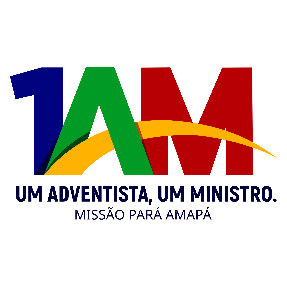 1AM
UM ADVENTISTA, UM MINISTRO.
MISSÃO PARÁ AMAPÁ